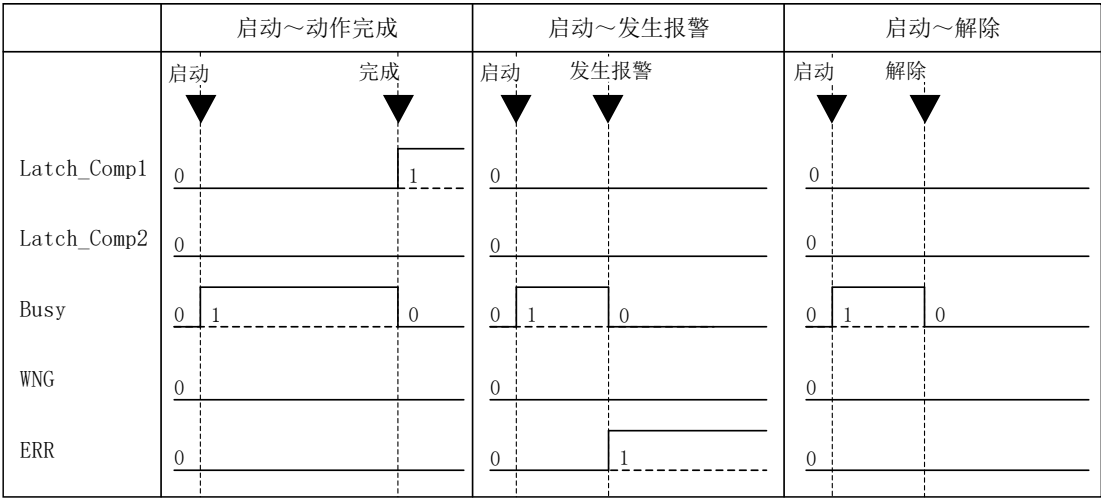 启动～动作完成 启动～发生报警 启动～解除
启动 完成 启动 发生报警 启动 解除
Latch_Comp1 0 1 0 0
Latch_Comp2 0 0 0
Busy 0 1 0 0 1 0 0 1 0
WNG 0 0 0
ERR 0 0 1 0